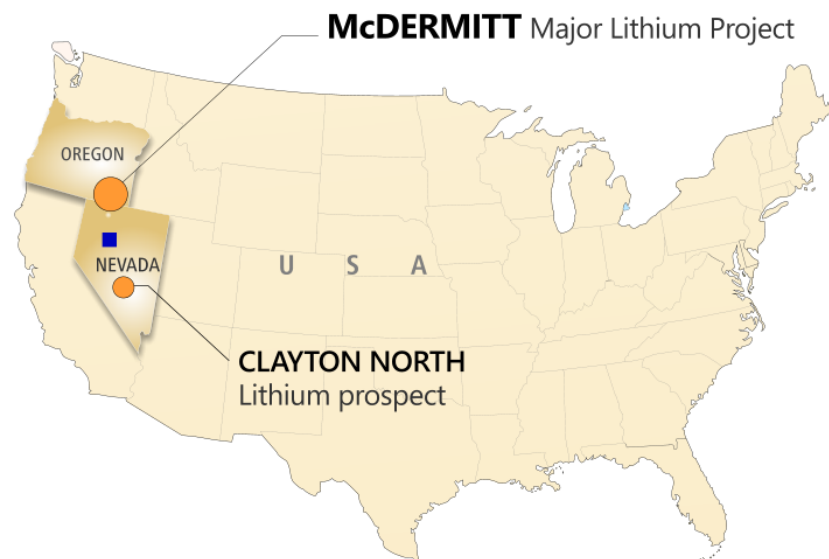 McDERMITT Major Lithium Project
OREGON
NEVADA
U S A
CLAYTON NORTH
Lithium prospect